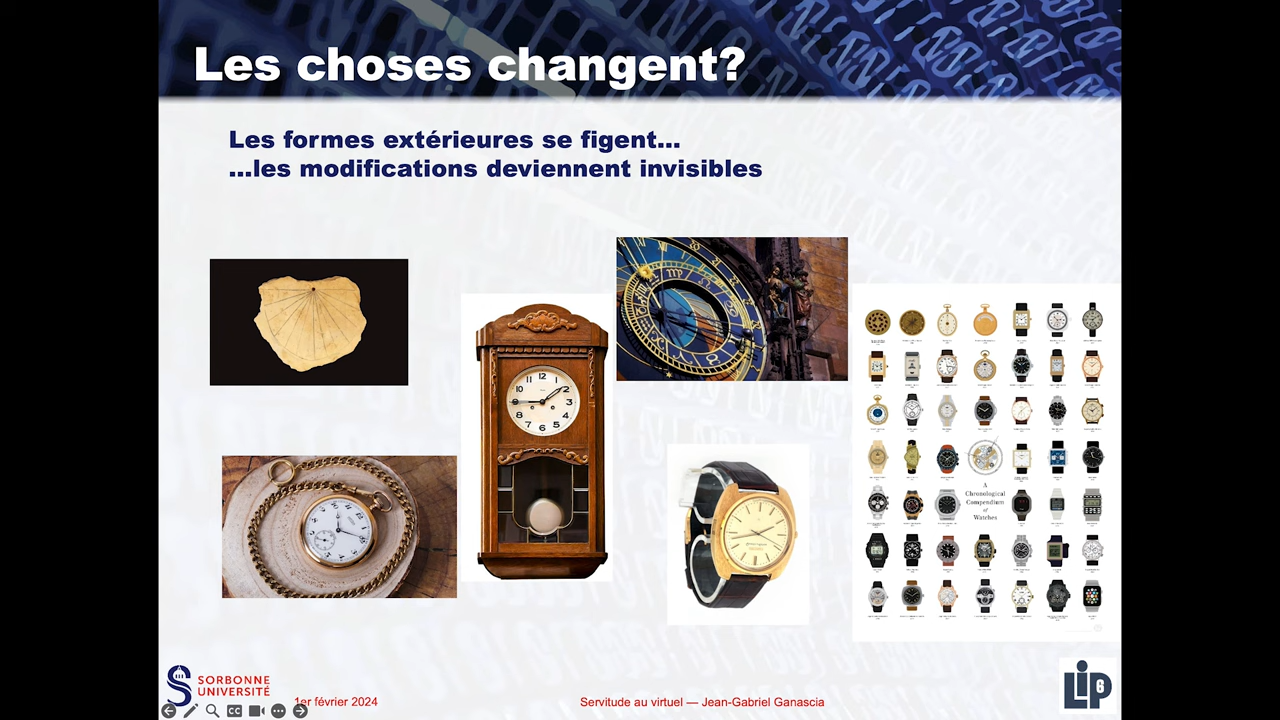 Les choses changent?
Les formes extérieures se figent...
...les modifications deviennent invisibles
A
Chronological
Compendium
of
Watches
SORBONNE
UNIVERSITÉ
1er février 2024
Servitude au virtuel — Jean-Gabriel Ganascia
LIP6
CC